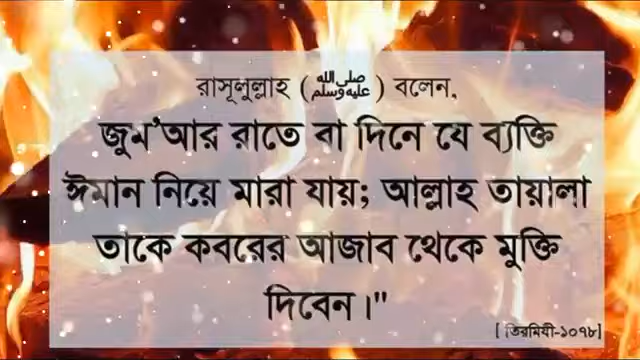 রাসূলুল্লাহ (ﷺ) বলেন,
জুম'আর রাতে বা দিনে যে ব্যক্তি
ঈমান নিয়ে মারা যায়; আল্লাহ তায়ালা
তাকে কবরের আজাব থেকে মুক্তি
দিবেন।"
[ তিরমিযী-১০৭৮]